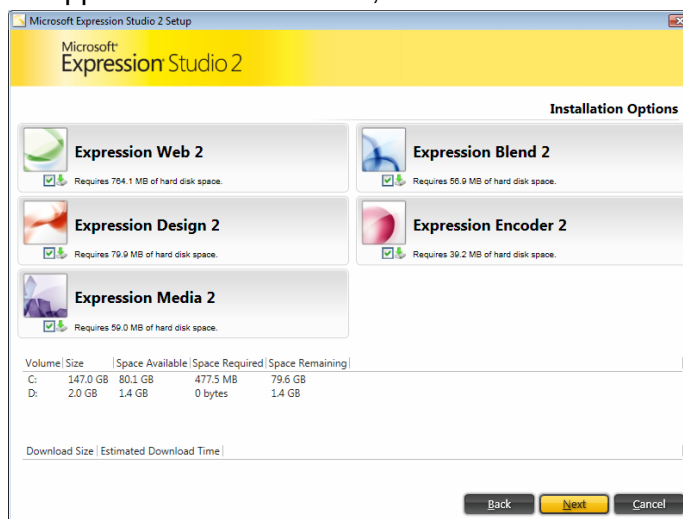 Microsoft Expression Studio 2 Setup
Microsoft
Expression Studio 2
Installation Options
Expression Web 2
Requires 764.1 MB of hard disk space.
Expression Blend 2
Requires 56.9 MB of hard disk space.
Expression Design 2
Requires 79.9 MB of hard disk space.
Expression Encoder 2
Requires 39.2 MB of hard disk space.
Expression Media 2
Requires 59.0 MB of hard disk space.
Volume Size Space Available Space Required Space Remaining
C: 147.0 GB 80.1 GB 477.5 MB 79.6 GB
D: 2.0 GB 1.4 GB 0 bytes 1.4 GB
Download Size Estimated Download Time
Back Next Cancel